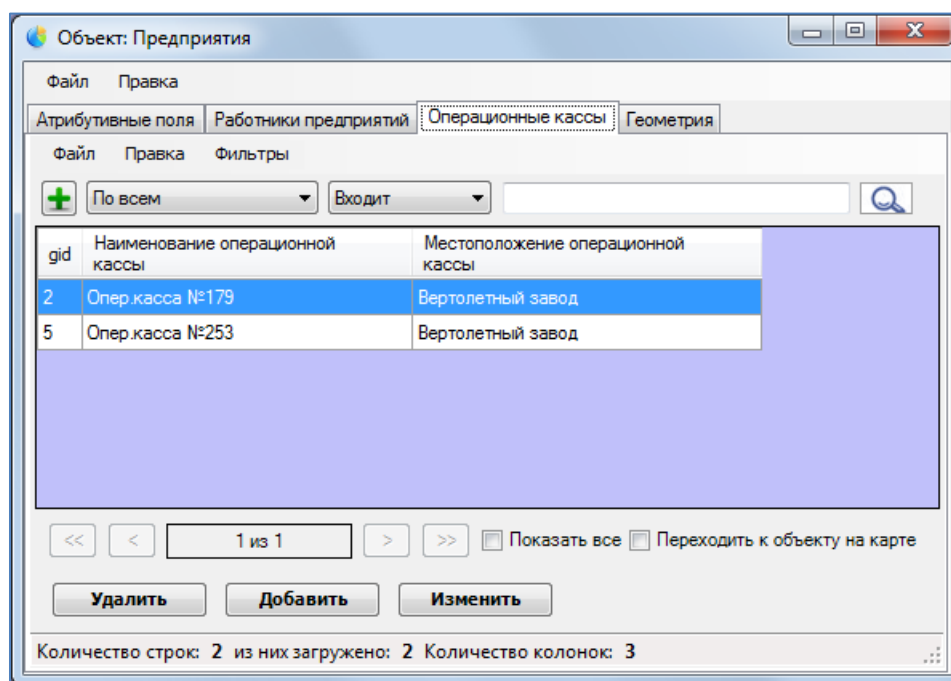 Объект: Предприятия
Файл Правка
Атрибутивные поля Работники предприятий Операционные кассы Геометрия
Файл Правка Фильтры
По всем Входит
gid Наименование операционной кассы Местоположение операционной кассы
2 Опер.касса №179 Вертолетный завод
5 Опер.касса №253 Вертолетный завод
<< < 1 из 1 > >> Показать все Переходить к объекту на карте
Удалить Добавить Изменить
Количество строк: 2 из них загружено: 2 Количество колонок: 3